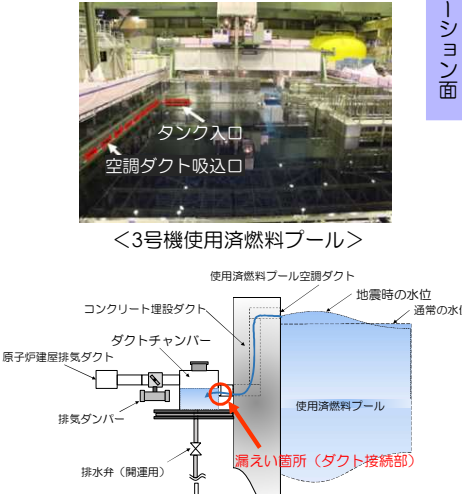 ーション面
タンク入口
空調ダクト吸込口
＜3号機使用済燃料プール＞
使用済燃料プール空調ダクト
地震時の水位
通常の水位
コンクリート埋設ダクト
ダクトチャンバー
原子炉建屋排気ダクト
使用済燃料プール
排気ダンパー
漏えい箇所（ダクト接続部）
排水弁（開運用）